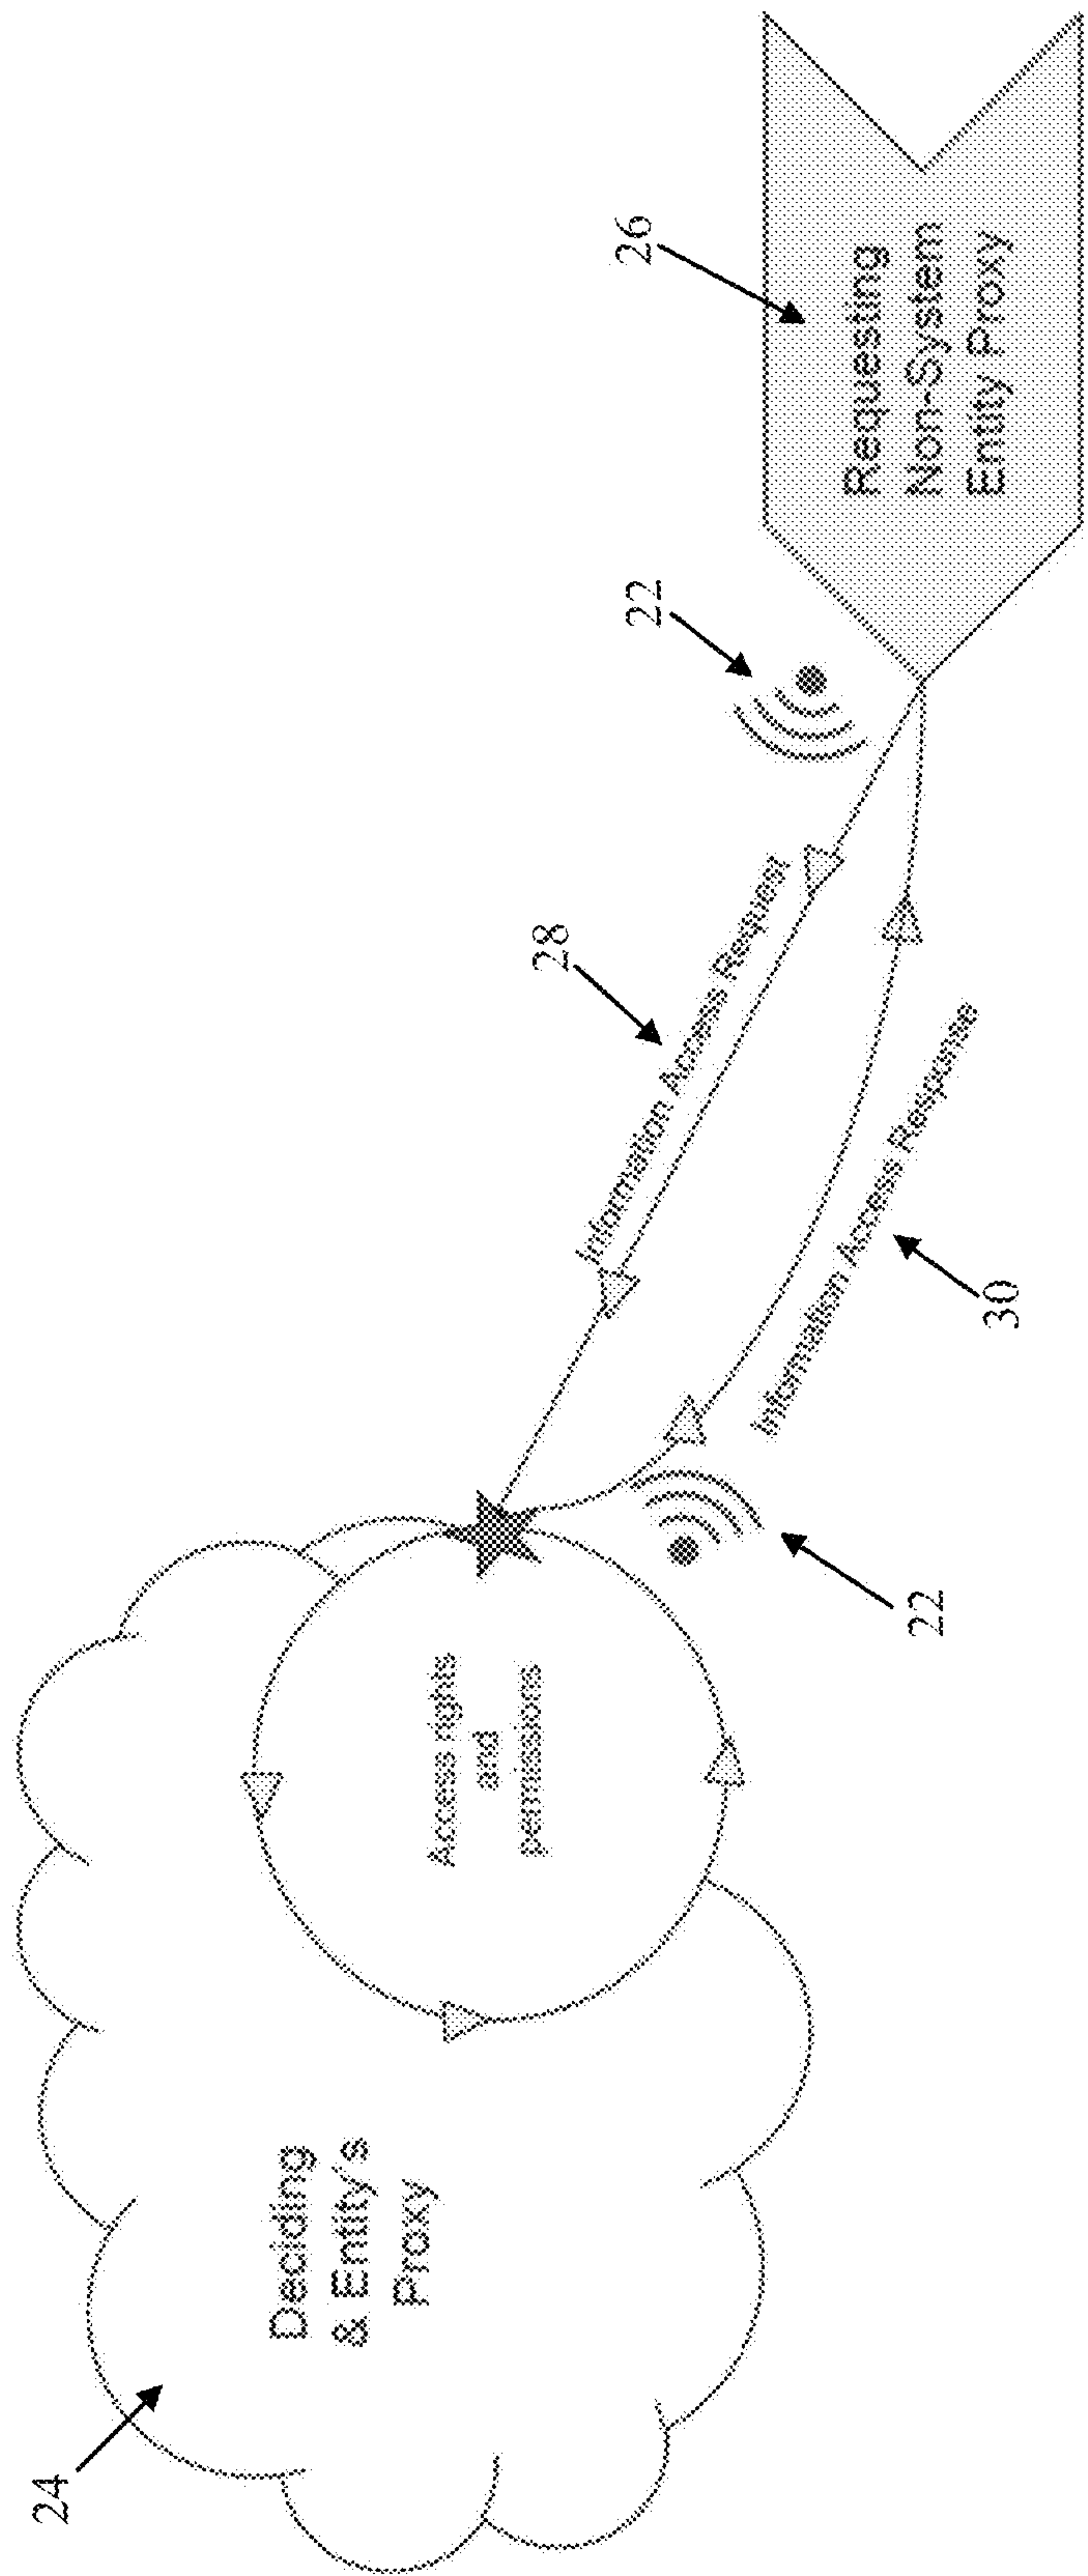 24
Deciding
& Entity's
Proxy
Access rights
and
permissions
22
28
Information Access Request
Information Access Response
30
22
26
Requesting
Non-System
Entity Proxy